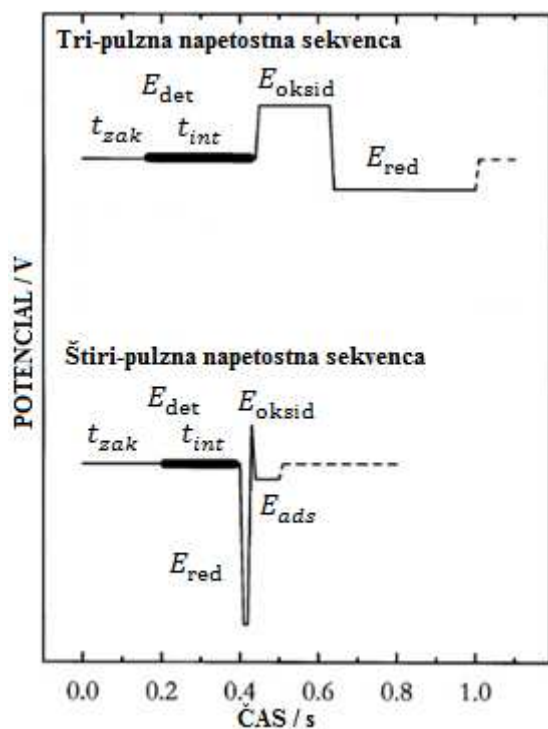 Tri-pulzna napetostna sekvenca
E_det E_oksid
t_zak t_int
E_red
POTENCIAL / V
Štiri-pulzna napetostna sekvenca
E_det E_oksid
t_zak t_int
E_ads
E_red
0.0 0.2 0.4 0.6 0.8 1.0
ČAS / s